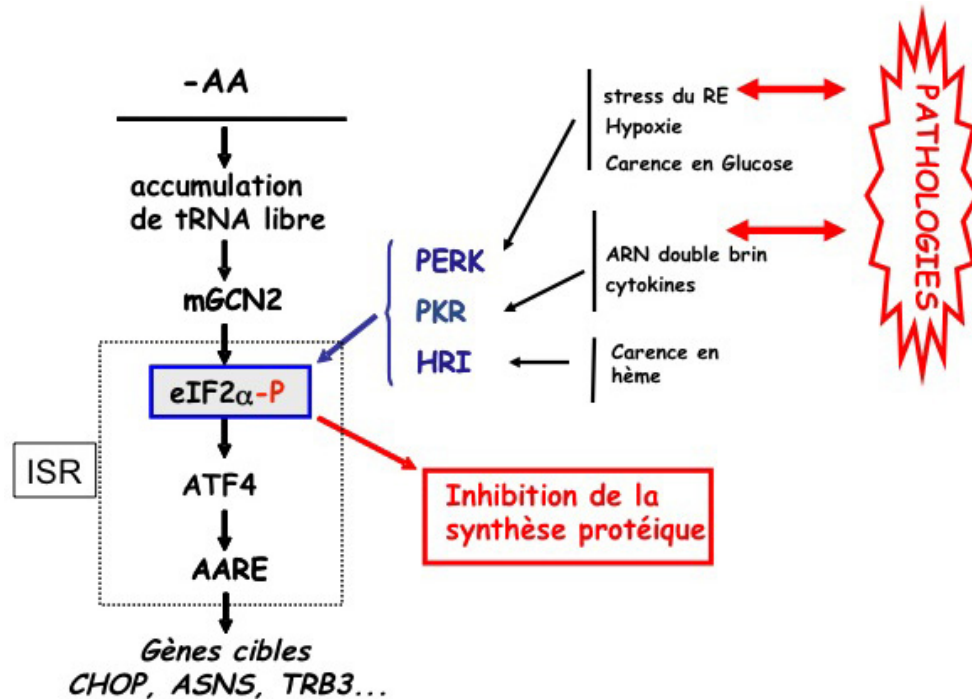 -AA
accumulation
de tRNA libre
mGCN2
eIF2α-P
ISR
ATF4
AARE
Gènes cibles
CHOP, ASNS, TRB3...
PERK
PKR
HRI
stress du RE
Hypoxie
Carence en Glucose
ARN double brin
cytokines
Carence en
hème
Inhibition de la
synthèse protéique
PATHOLOGIES